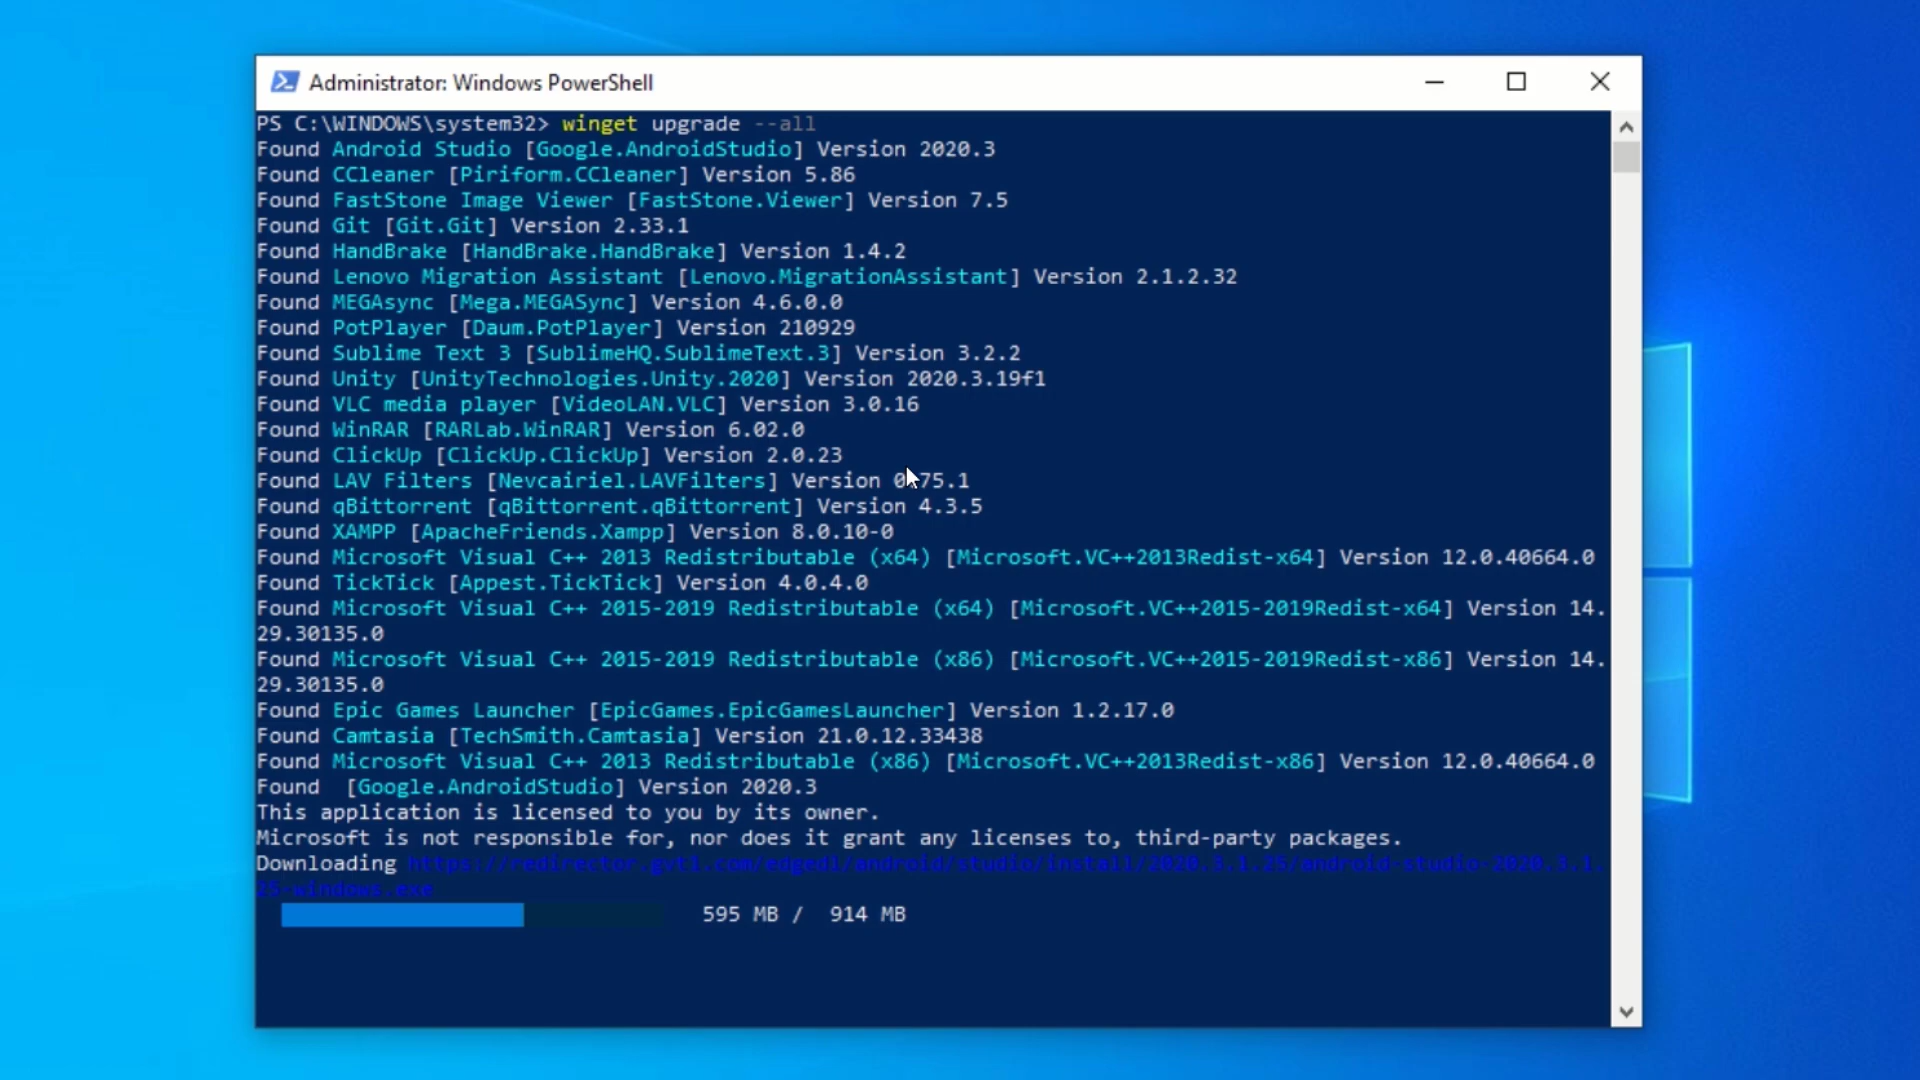 Administrator: Windows PowerShell
PS C:\WINDOWS\system32> winget upgrade --all
Found Android Studio [Google.AndroidStudio] Version 2020.3
Found CCleaner [Piriform.CCleaner] Version 5.86
Found FastStone Image Viewer [FastStone.Viewer] Version 7.5
Found Git [Git.Git] Version 2.33.1
Found HandBrake [HandBrake.HandBrake] Version 1.4.2
Found Lenovo Migration Assistant [Lenovo.MigrationAssistant] Version 2.1.2.32
Found MEGAsync [Mega.MEGASync] Version 4.6.0.0
Found PotPlayer [Daum.PotPlayer] Version 210929
Found Sublime Text 3 [SublimeHQ.SublimeText.3] Version 3.2.2
Found Unity [UnityTechnologies.Unity.2020] Version 2020.3.19f1
Found VLC media player [VideoLAN.VLC] Version 3.0.16
Found WinRAR [RARLab.WinRAR] Version 6.02.0
Found ClickUp [ClickUp.ClickUp] Version 2.0.23
Found LAV Filters [Nevcairiel.LAVFilters] Version 0.75.1
Found qBittorrent [qBittorrent.qBittorrent] Version 4.3.5
Found XAMPP [ApacheFriends.Xampp] Version 8.0.10-0
Found Microsoft Visual C++ 2013 Redistributable (x64) [Microsoft.VC++2013Redist-x64] Version 12.0.40664.0
Found TickTick [Appest.TickTick] Version 4.0.4.0
Found Microsoft Visual C++ 2015-2019 Redistributable (x64) [Microsoft.VC++2015-2019Redist-x64] Version 14.
29.30135.0
Found Microsoft Visual C++ 2015-2019 Redistributable (x86) [Microsoft.VC++2015-2019Redist-x86] Version 14.
29.30135.0
Found Epic Games Launcher [EpicGames.EpicGamesLauncher] Version 1.2.17.0
Found Camtasia [TechSmith.Camtasia] Version 21.0.12.33438
Found Microsoft Visual C++ 2013 Redistributable (x86) [Microsoft.VC++2013Redist-x86] Version 12.0.40664.0
Found [Google.AndroidStudio] Version 2020.3
This application is licensed to you by its owner.
Microsoft is not responsible for, nor does it grant any licenses to, third-party packages.
Downloading https://redirector.gvt1.com/edgedl/android/studio/install/2020.3.1.25/android-studio-2020.3.1.
25-windows.exe
595 MB / 914 MB